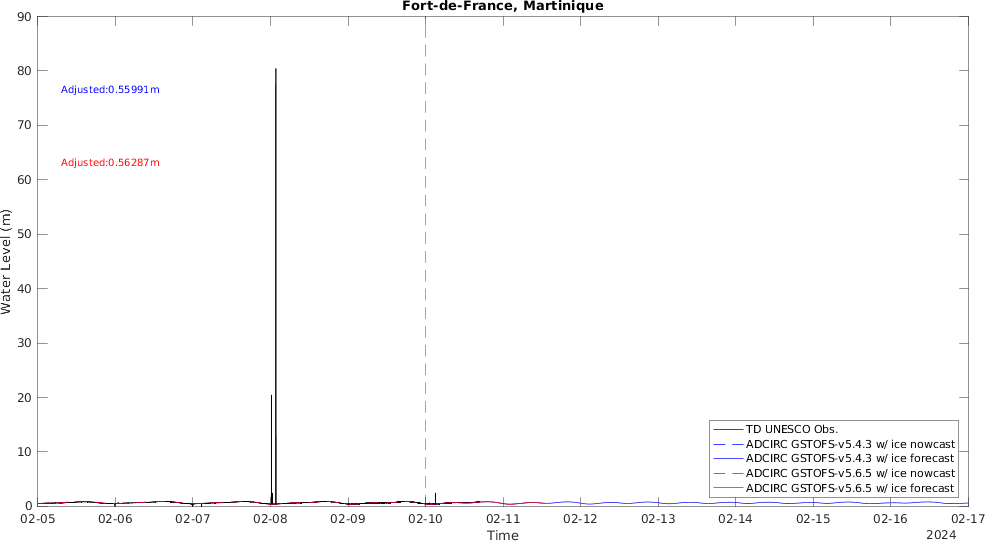 Fort-de-France, Martinique
90
80
70
60
50
40
30
20
10
0
Water Level (m)
Adjusted:0.55991m
Adjusted:0.56287m
TD UNESCO Obs.
ADCIRC GSTOFS-v5.4.3 w/ ice nowcast
ADCIRC GSTOFS-v5.4.3 w/ ice forecast
ADCIRC GSTOFS-v5.6.5 w/ ice nowcast
ADCIRC GSTOFS-v5.6.5 w/ ice forecast
02-05 02-06 02-07 02-08 02-09 02-10 02-11 02-12 02-13 02-14 02-15 02-16 02-17
Time
2024